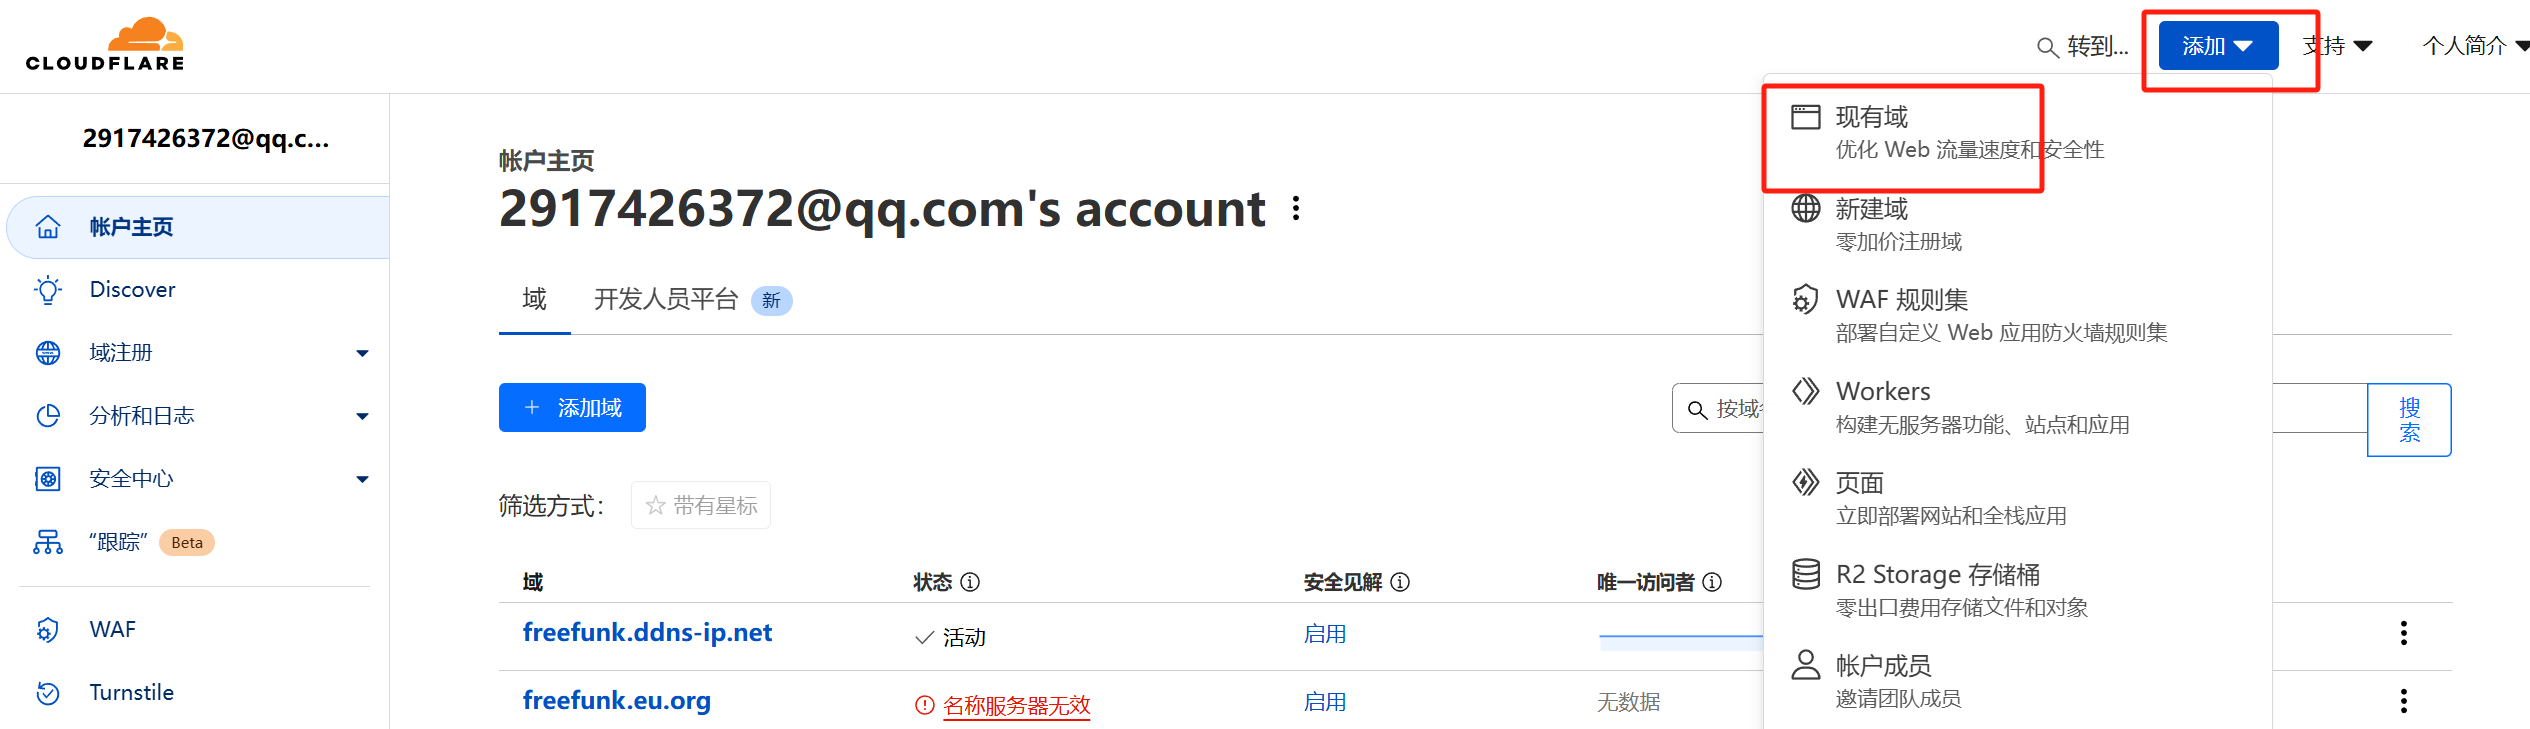 CLOUDFLARE
转到...
添加
支持
个人简介
2917426372@qq.c...
帐户主页
Discover
域注册
分析和日志
安全中心
“跟踪” Beta
WAF
Turnstile
帐户主页
2917426372@qq.com's account
域
开发人员平台 新
+ 添加域
按域
搜索
筛选方式：
带有星标
域
状态
安全见解
唯一访问者
freefunk.ddns-ip.net
活动
启用
freefunk.eu.org
名称服务器无效
启用
无数据
现有域
优化 Web 流量速度和安全性
新建域
零加价注册域
WAF 规则集
部署自定义 Web 应用防火墙规则集
Workers
构建无服务器功能、站点和应用
页面
立即部署网站和全栈应用
R2 Storage 存储桶
零出口费用存储文件和对象
帐户成员
邀请团队成员